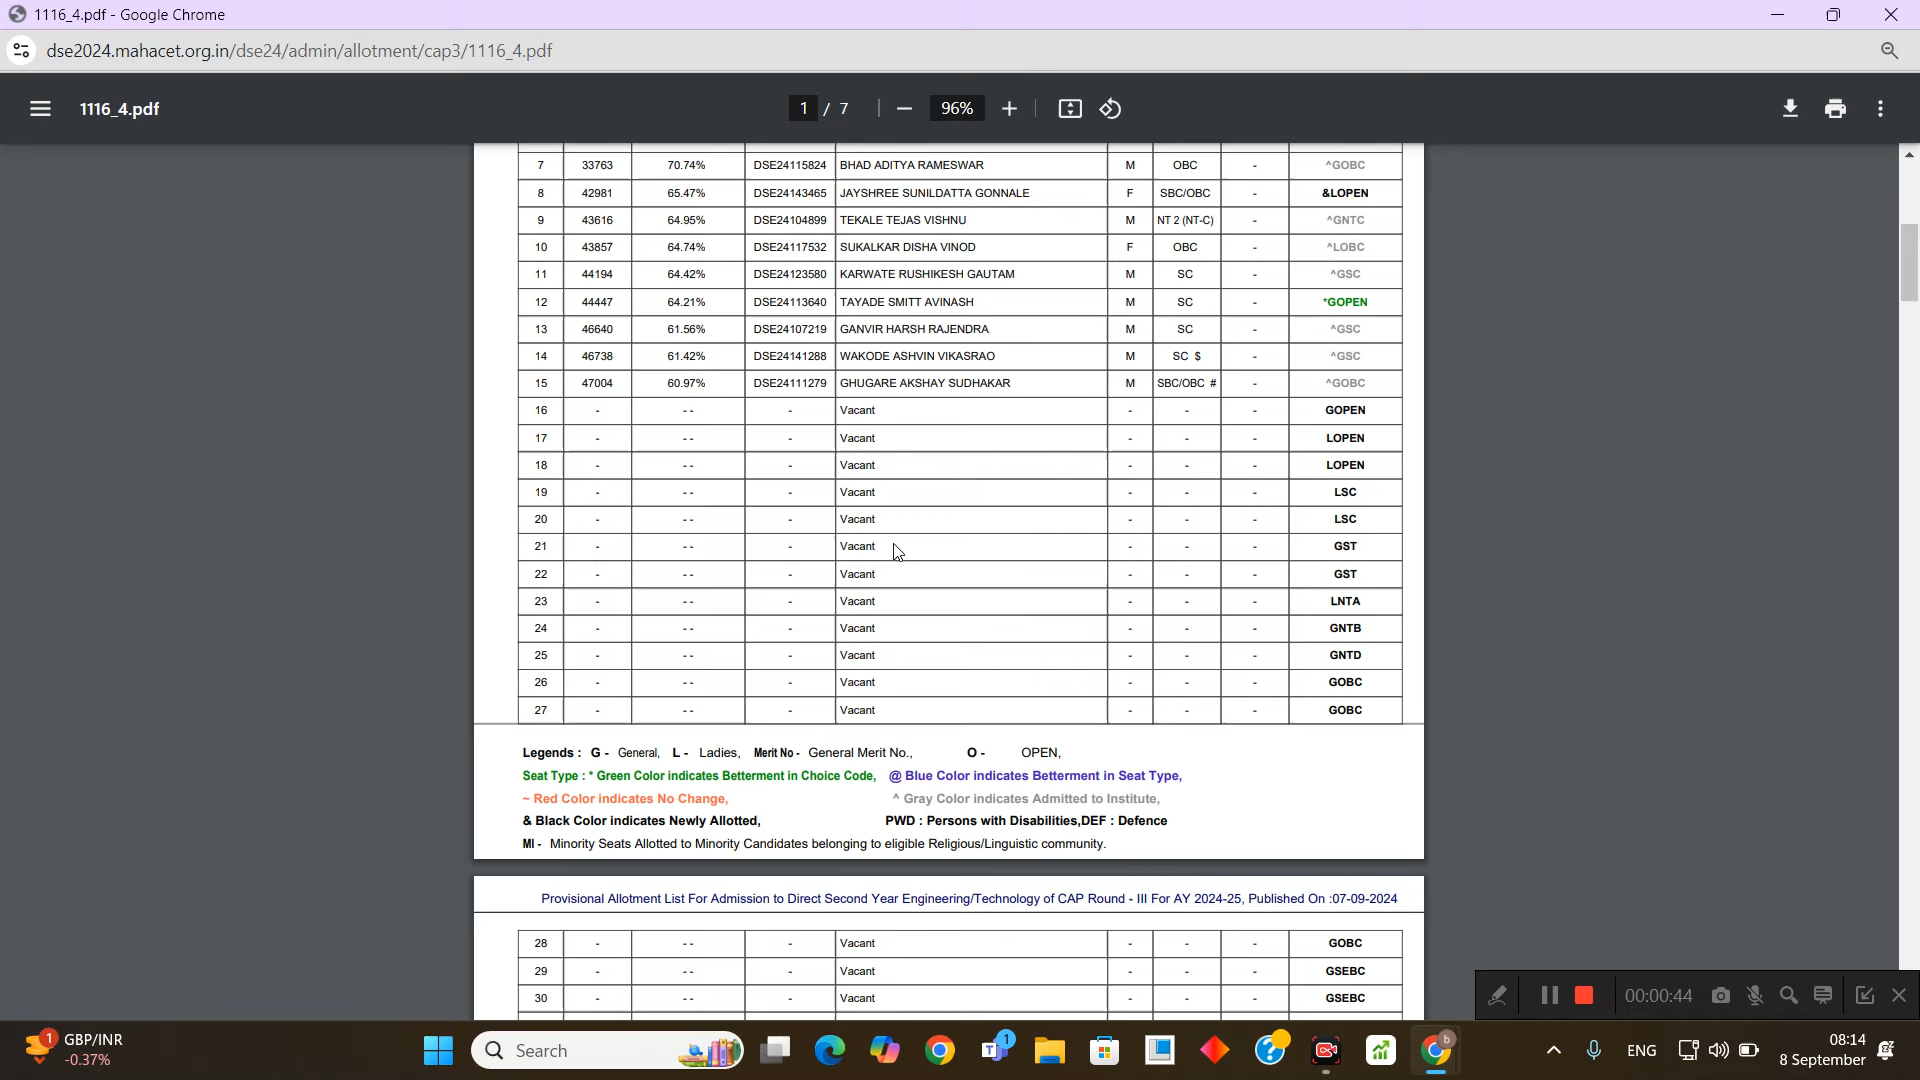 1116_4.pdf - Google Chrome
dse2024.mahacet.org.in/dse24/admin/allotment/cap3/1116_4.pdf
1116_4.pdf
1 / 7
96%
7 33763 70.74% DSE24115824 BHAD ADITYA RAMESWAR M OBC - ^GOBC
8 42981 65.47% DSE24143465 JAYSHREE SUNILDATTA GONNALE F SBC/OBC - &LOPEN
9 43616 64.95% DSE24104899 TEKALE TEJAS VISHNU M NT 2 (NT-C) - ^GNTC
10 43857 64.74% DSE24117532 SUKALKAR DISHA VINOD F OBC - ^LOBC
11 44194 64.42% DSE24123580 KARWATE RUSHIKESH GAUTAM M SC - ^GSC
12 44447 64.21% DSE24113640 TAYADE SMITT AVINASH M SC - *GOPEN
13 46640 61.56% DSE24107219 GANVIR HARSH RAJENDRA M SC - ^GSC
14 46738 61.42% DSE24141288 WAKODE ASHVIN VIKASRAO M SC $ - ^GSC
15 47004 60.97% DSE24111279 GHUGARE AKSHAY SUDHAKAR M SBC/OBC # - ^GOBC
16 - - - - Vacant - - - GOPEN
17 - - - - Vacant - - - LOPEN
18 - - - - Vacant - - - LOPEN
19 - - - - Vacant - - - LSC
20 - - - - Vacant - - - LSC
21 - - - - Vacant - - - GST
22 - - - - Vacant - - - GST
23 - - - - Vacant - - - LNTA
24 - - - - Vacant - - - GNTB
25 - - - - Vacant - - - GNTD
26 - - - - Vacant - - - GOBC
27 - - - - Vacant - - - GOBC
Legends : G - General, L - Ladies, Merit No - General Merit No., O - OPEN,
Seat Type : * Green Color indicates Betterment in Choice Code, @ Blue Color indicates Betterment in Seat Type,
~ Red Color indicates No Change, ^ Gray Color indicates Admitted to Institute,
& Black Color indicates Newly Allotted, PWD : Persons with Disabilities,DEF : Defence
MI - Minority Seats Allotted to Minority Candidates belonging to eligible Religious/Linguistic community.
Provisional Allotment List For Admission to Direct Second Year Engineering/Technology of CAP Round - III For AY 2024-25, Published On :07-09-2024
28 - - - - Vacant - - - GOBC
29 - - - - Vacant - - - GSEBC
30 - - - - Vacant - - - GSEBC
00:00:44
1 GBP/INR
-0.37%
Search
1
b
ENG
08:14
8 September